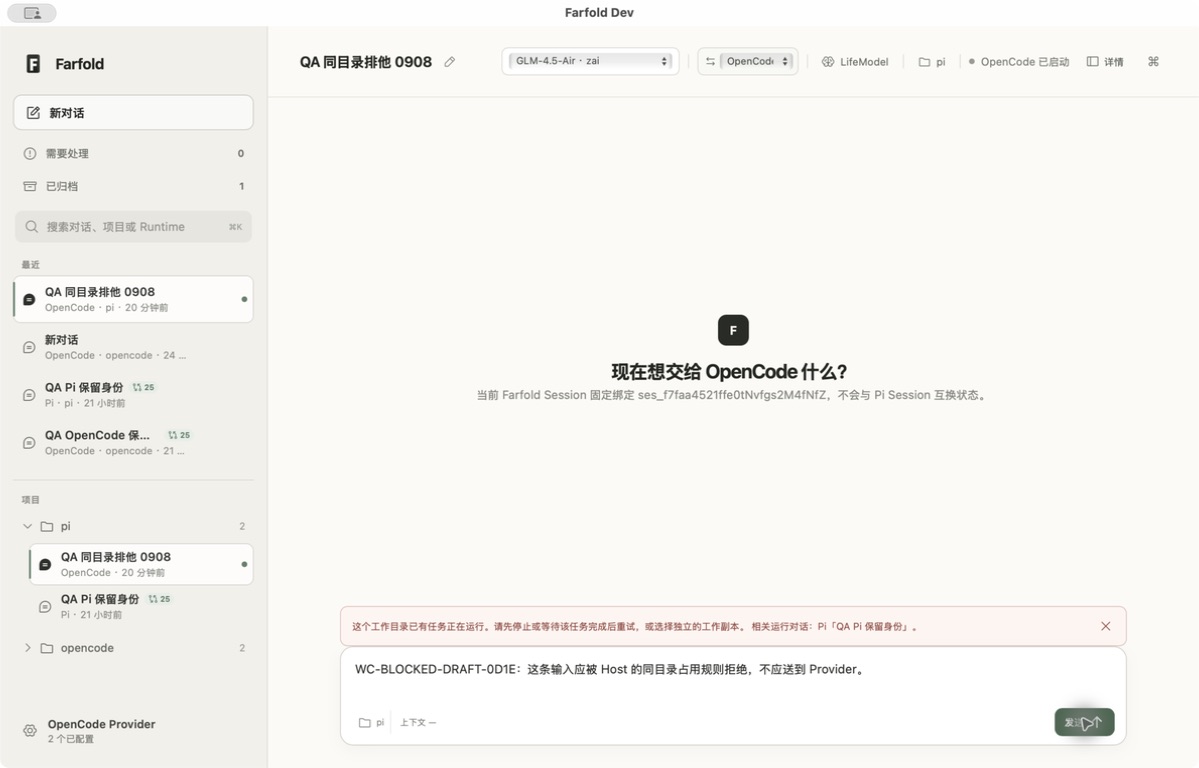 Farfold Dev
Farfold
新对话
需要处理 0
已归档 1
搜索对话、项目或 Runtime ⌘K
最近
QA 同目录排他 0908
OpenCode · pi · 20 分钟前
新对话
OpenCode · opencode · 24 ...
QA Pi 保留身份 25
Pi · pi · 21 小时前
QA OpenCode 保... 25
OpenCode · opencode · 21 ...
项目
pi 2
QA 同目录排他 0908
OpenCode · 20 分钟前
QA Pi 保留身份 25
Pi · 21 小时前
opencode 2
OpenCode Provider
2 个已配置
QA 同目录排他 0908
GLM-4.5-Air · zai
OpenCode
LifeModel
pi
OpenCode 已启动
详情
⌘
F
现在想交给 OpenCode 什么?
当前 Farfold Session 固定绑定 ses_f7faa4521ffe0tNvfgs2M4fNfZ，不会与 Pi Session 互换状态。
这个工作目录已有任务正在运行。请先停止或等待该任务完成后重试，或选择独立的工作副本。 相关运行对话：Pi「QA Pi 保留身份」。
WC-BLOCKED-DRAFT-0D1E：这条输入应被 Host 的同目录占用规则拒绝，不应送到 Provider。
pi 上下文 —